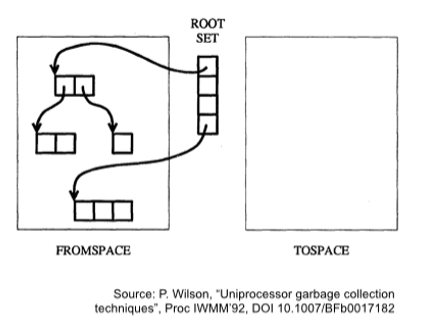 ROOT
SET
FROMSPACE
TOSPACE
Source: P. Wilson, “Uniprocessor garbage collection
techniques”, Proc IWMM’92, DOI 10.1007/BFb0017182